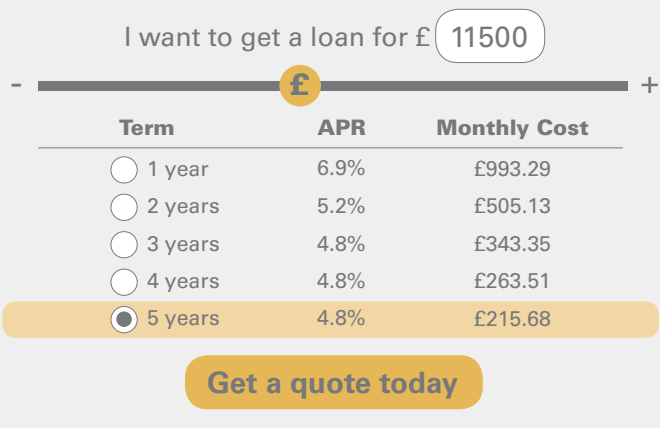 I want to get a loan for £ 11500
- £ +
Term APR Monthly Cost
1 year 6.9% £993.29
2 years 5.2% £505.13
3 years 4.8% £343.35
4 years 4.8% £263.51
5 years 4.8% £215.68
Get a quote today